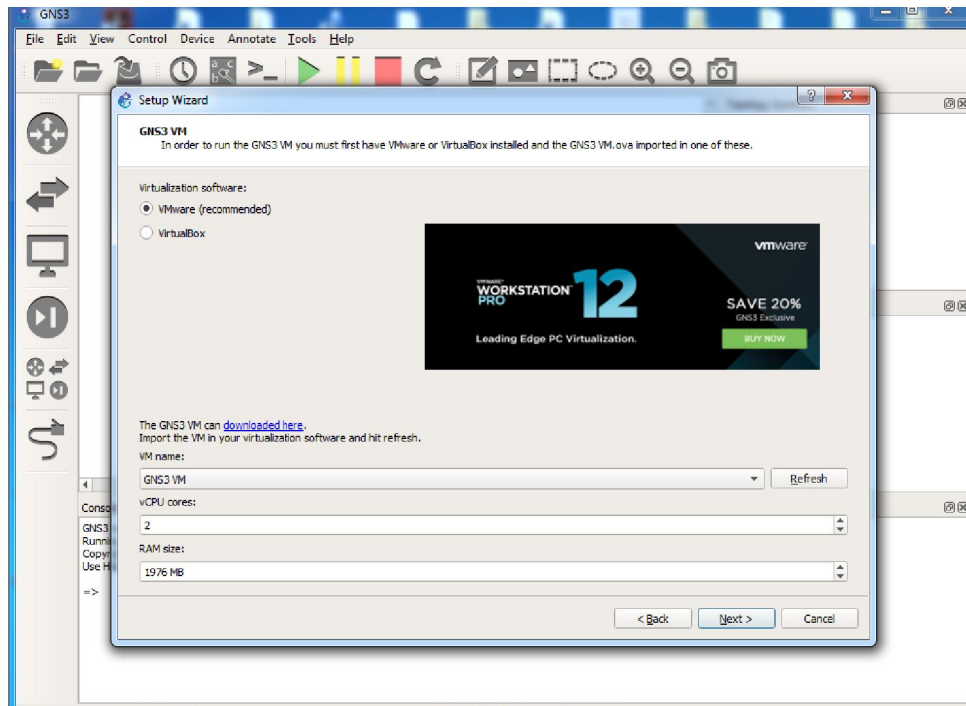 GNS3
File Edit View Control Device Annotate Tools Help
Setup Wizard
GNS3 VM
In order to run the GNS3 VM you must first have VMware or VirtualBox installed and the GNS3 VM.ova imported in one of these.
Virtualization software:
VMware (recommended)
VirtualBox
vmware
VMWARE
WORKSTATION
PRO
12
Leading Edge PC Virtualization.
SAVE 20%
GNS3 Exclusive
BUY NOW
The GNS3 VM can downloaded here.
Import the VM in your virtualization software and hit refresh.
VM name:
GNS3 VM
Refresh
vCPU cores:
2
RAM size:
1976 MB
< Back
Next >
Cancel
Conso
GNS3
Runni
Copyr
Use H
=>